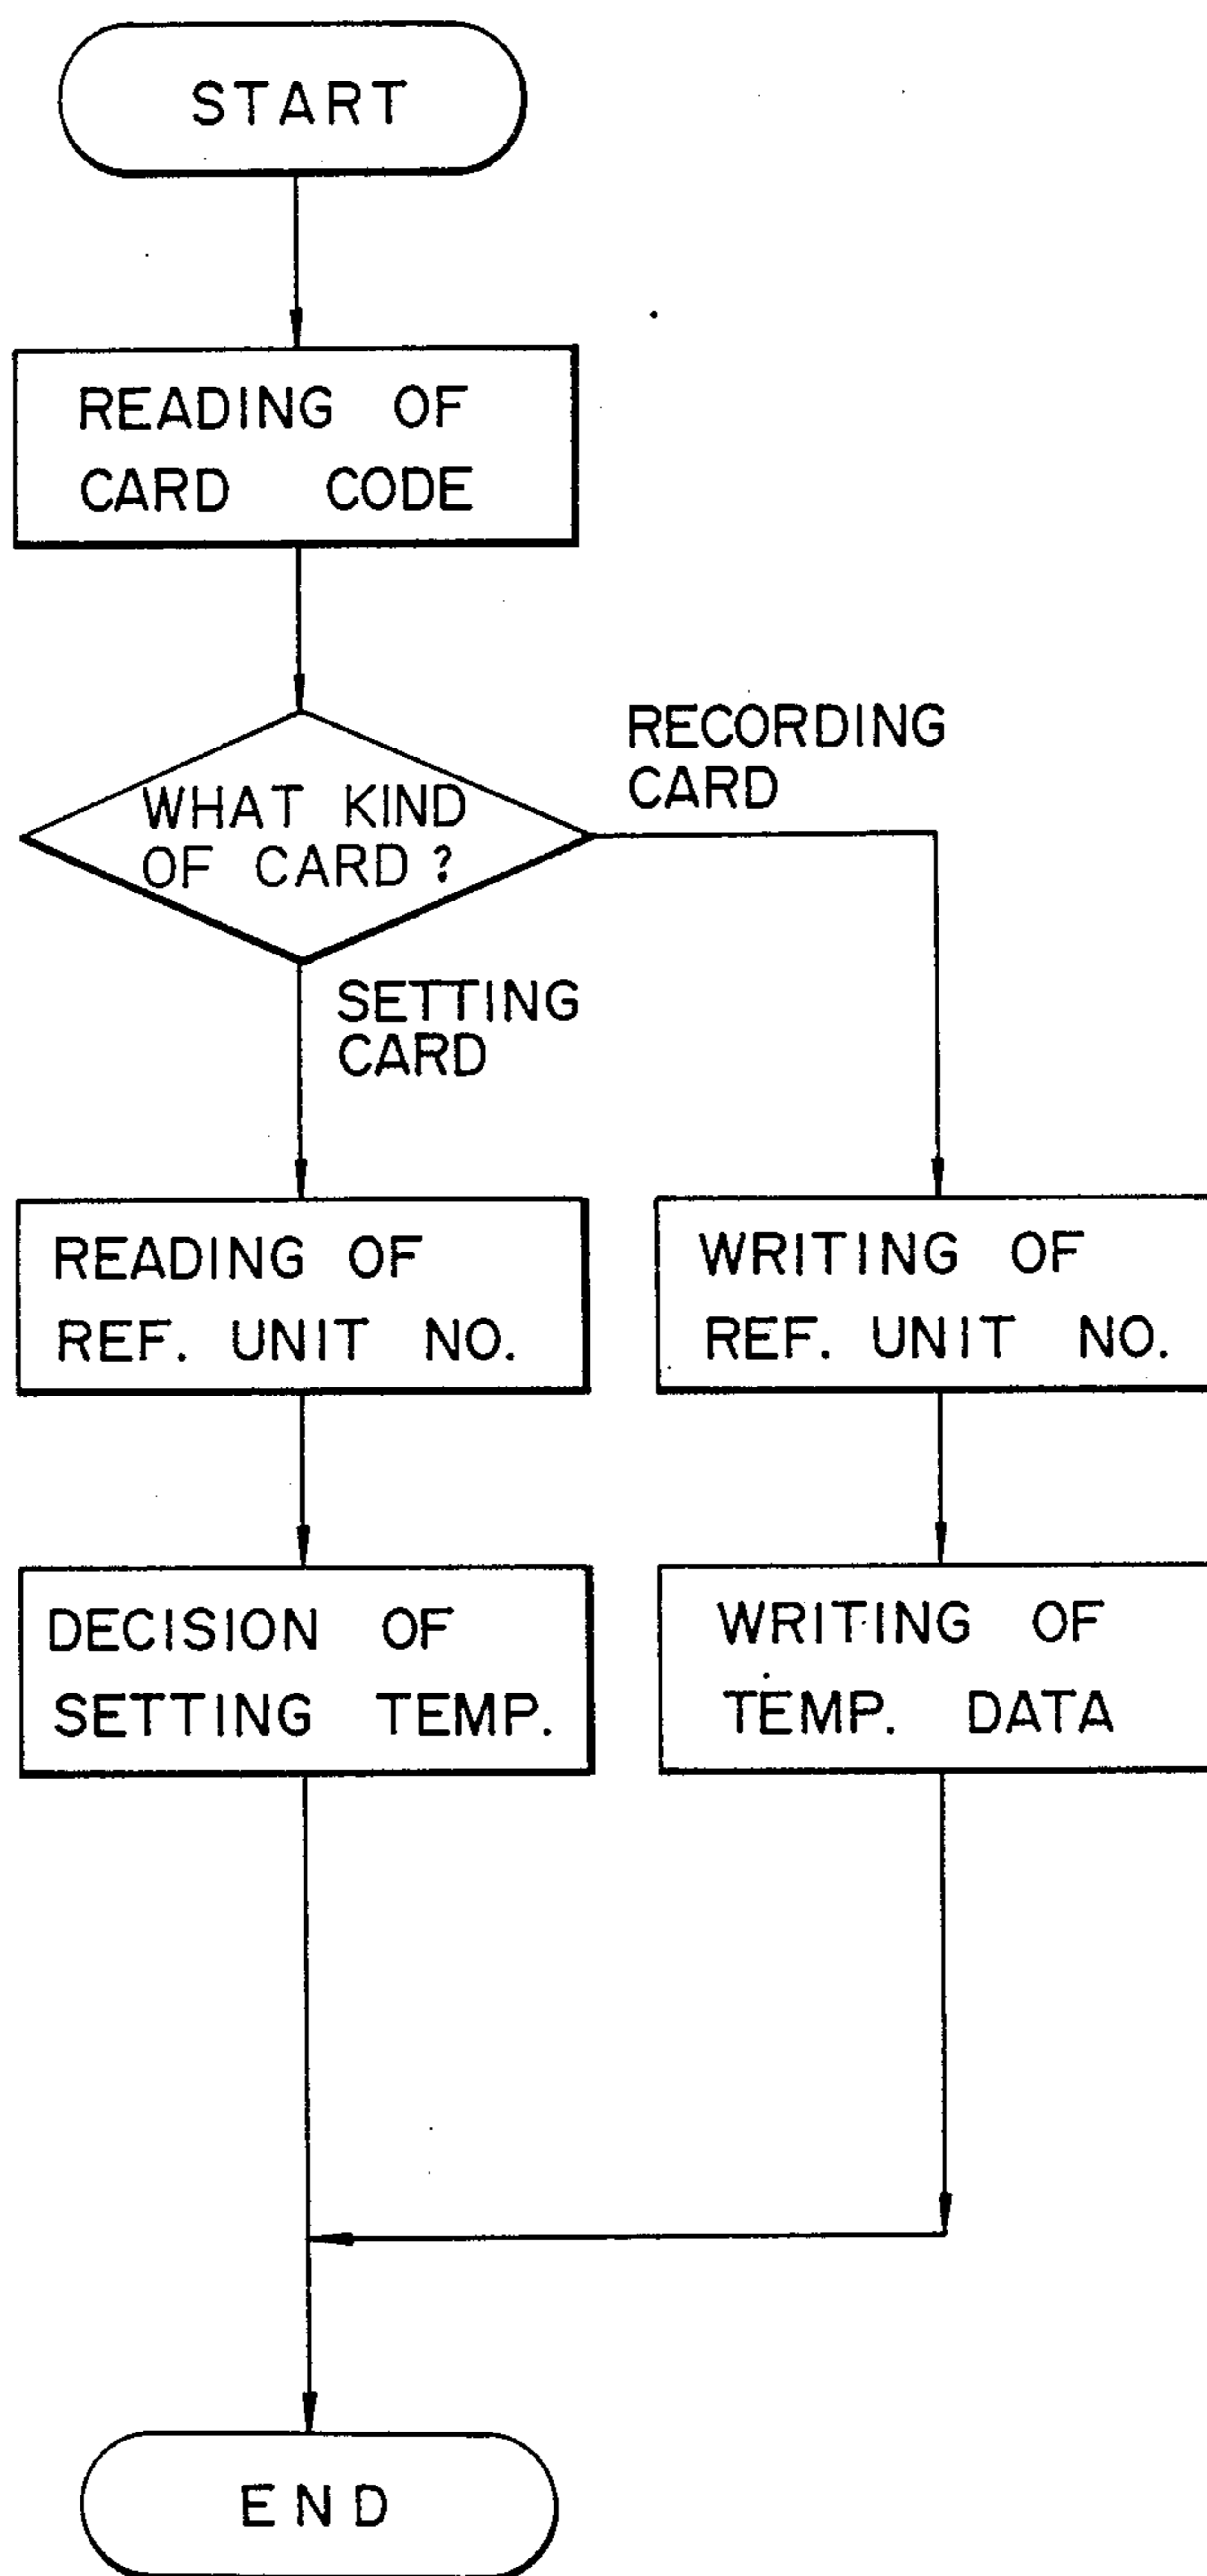 START
READING OF
CARD CODE
WHAT KIND
OF CARD ?
RECORDING
CARD
SETTING
CARD
READING OF
REF. UNIT NO.
DECISION OF
SETTING TEMP.
WRITING OF
REF. UNIT NO.
WRITING OF
TEMP. DATA
END